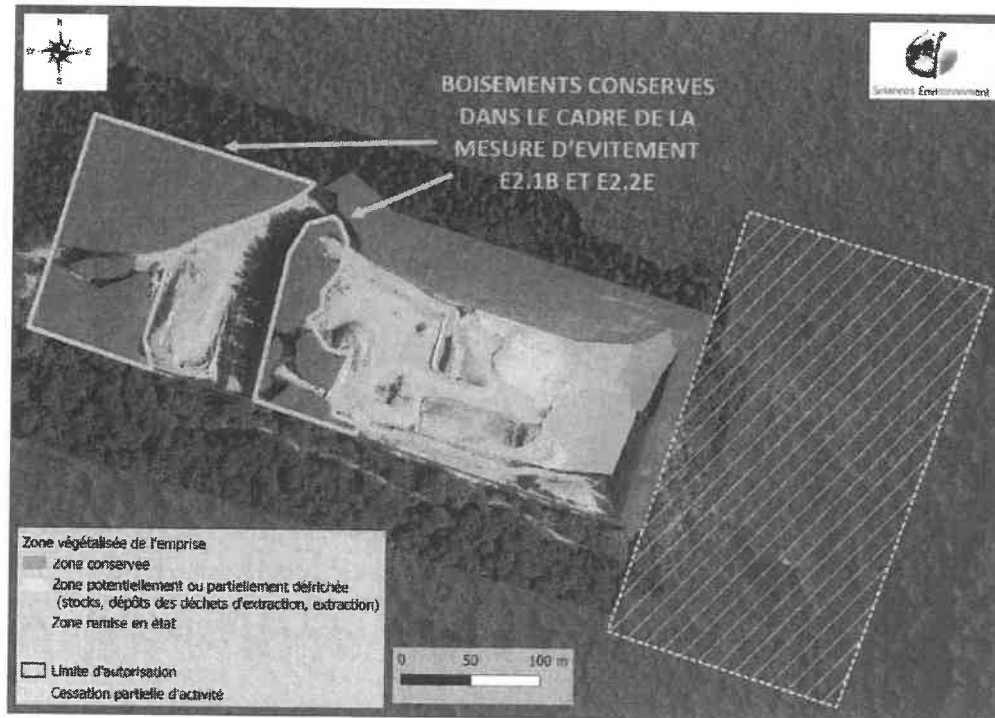 N
E
S
Sciences Environnement
BOISEMENTS CONSERVES
DANS LE CADRE DE LA
MESURE D'EVITEMENT
E2.1B ET E2.2E
Zone végétalisée de l'emprise
Zone conservée
Zone potentiellement ou partiellement défrichée
(stocks, dépôts des déchets d'extraction, extraction)
Zone remise en état
Limite d'autorisation
Cessation partielle d'activité
0 50 100 m